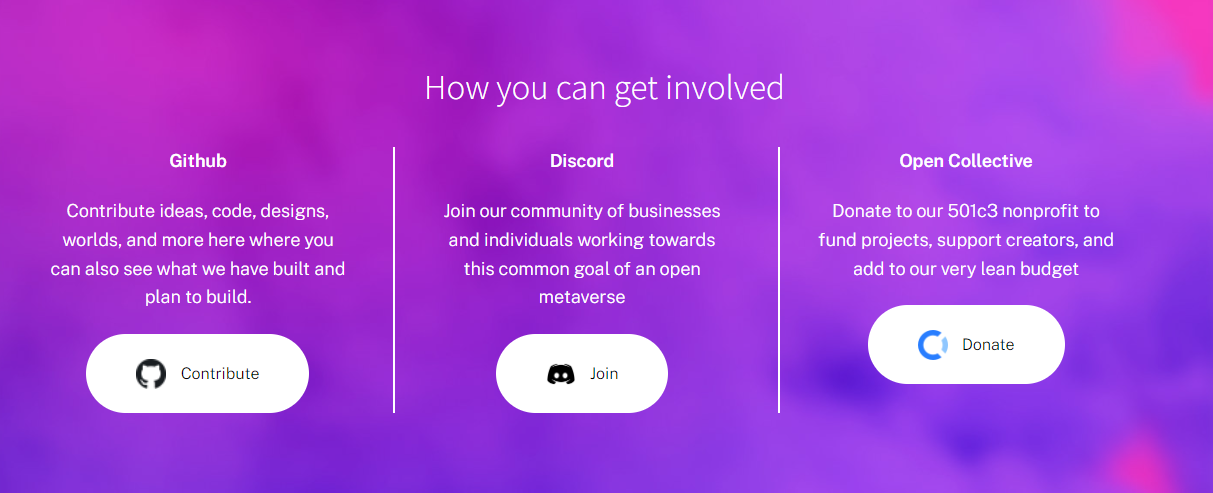 How you can get involved
Github
Contribute ideas, code, designs,
worlds, and more here where you
can also see what we have built and
plan to build.
Contribute
Discord
Join our community of businesses
and individuals working towards
this common goal of an open
metaverse
Join
Open Collective
Donate to our 501c3 nonprofit to
fund projects, support creators, and
add to our very lean budget
Donate